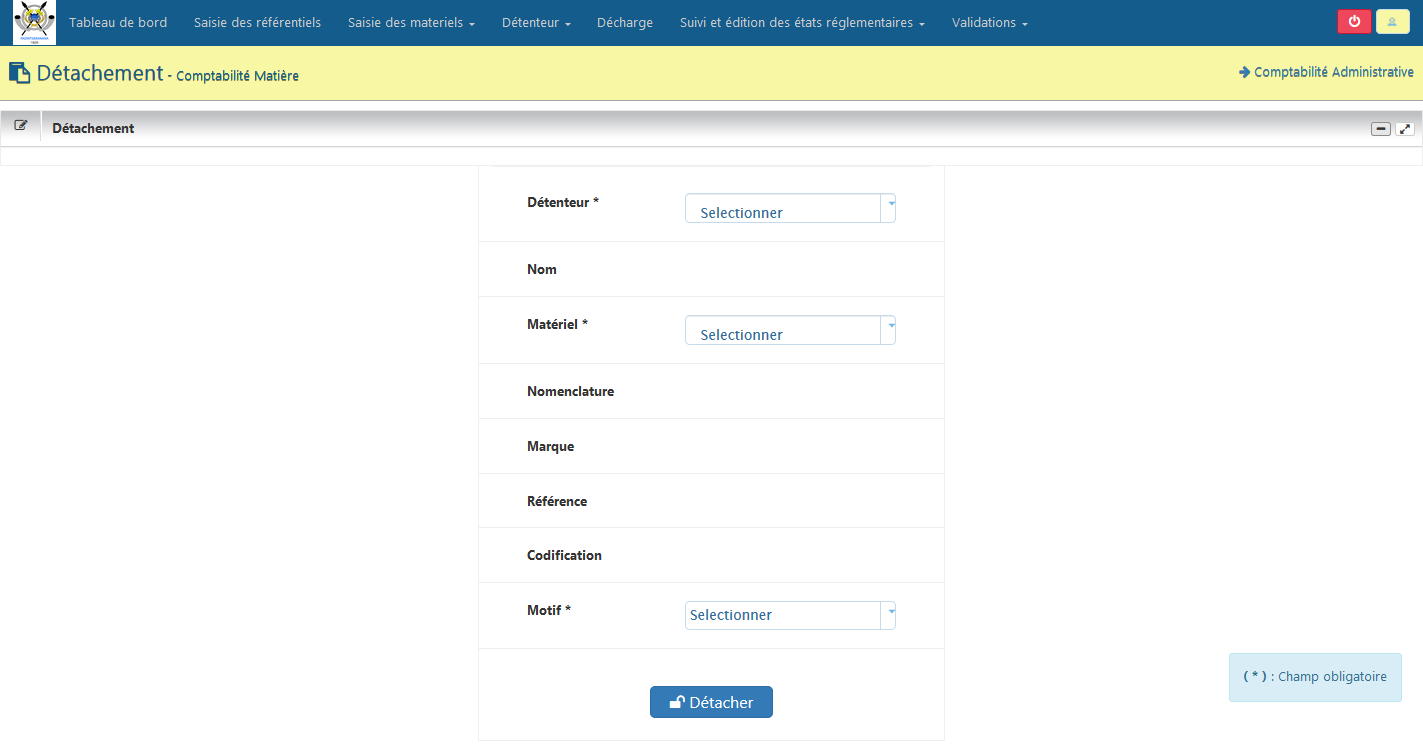 Tableau de bord Saisie des référentiels Saisie des materiels Détenteur Décharge Suivi et édition des états réglementaires Validations
Détachement - Comptabilité Matière
Comptabilité Administrative
Détachement
Détenteur * Selectionner
Nom
Matériel * Selectionner
Nomenclature
Marque
Référence
Codification
Motif * Selectionner
( * ) : Champ obligatoire
Détacher